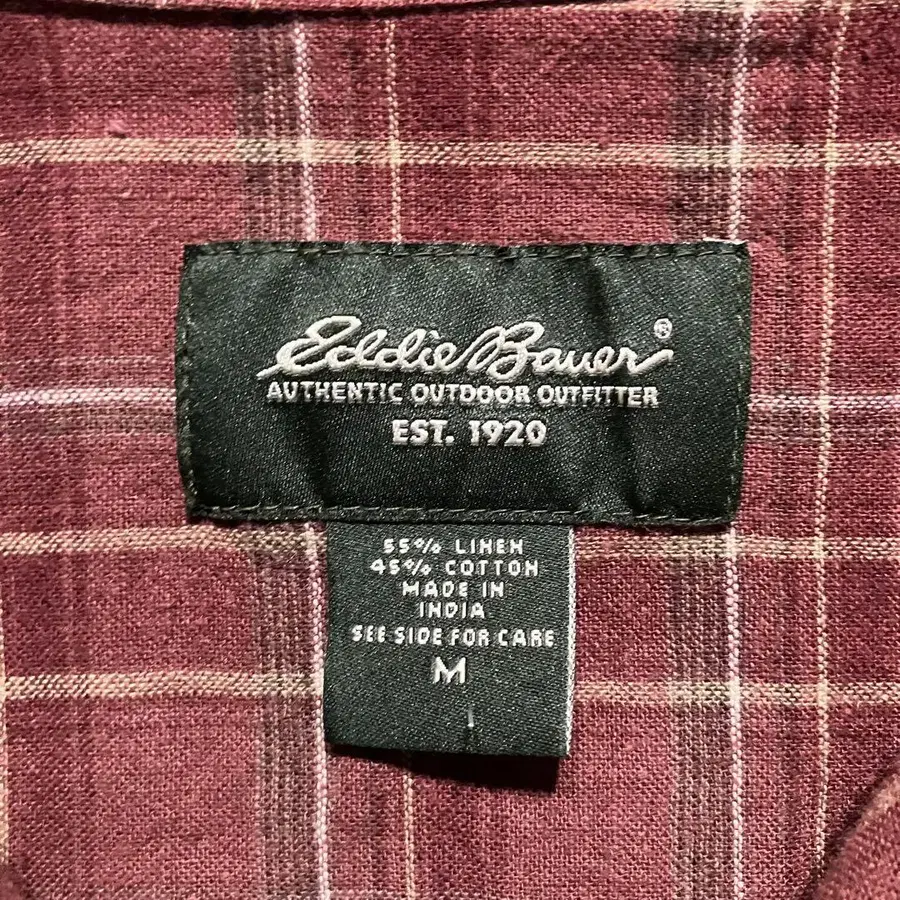 Eddie Bauer®
AUTHENTIC OUTDOOR OUTFITTER
EST. 1920
55% LINEN
45% COTTON
MADE IN
INDIA
SEE SIDE FOR CARE
M